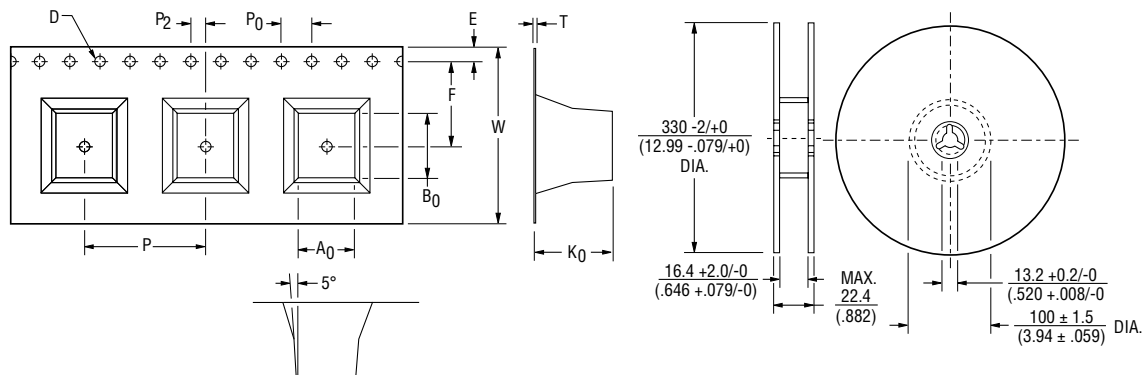 D
P2
P0
E
T
F
W
B0
P
A0
K0
5°
330 -2/+0
(12.99 -.079/+0)
DIA.
16.4 +2.0/-0
(.646 +.079/-0)
MAX.
22.4
(.882)
13.2 +0.2/-0
(.520 +.008/-0
100 ± 1.5
(3.94 ± .059)
DIA.